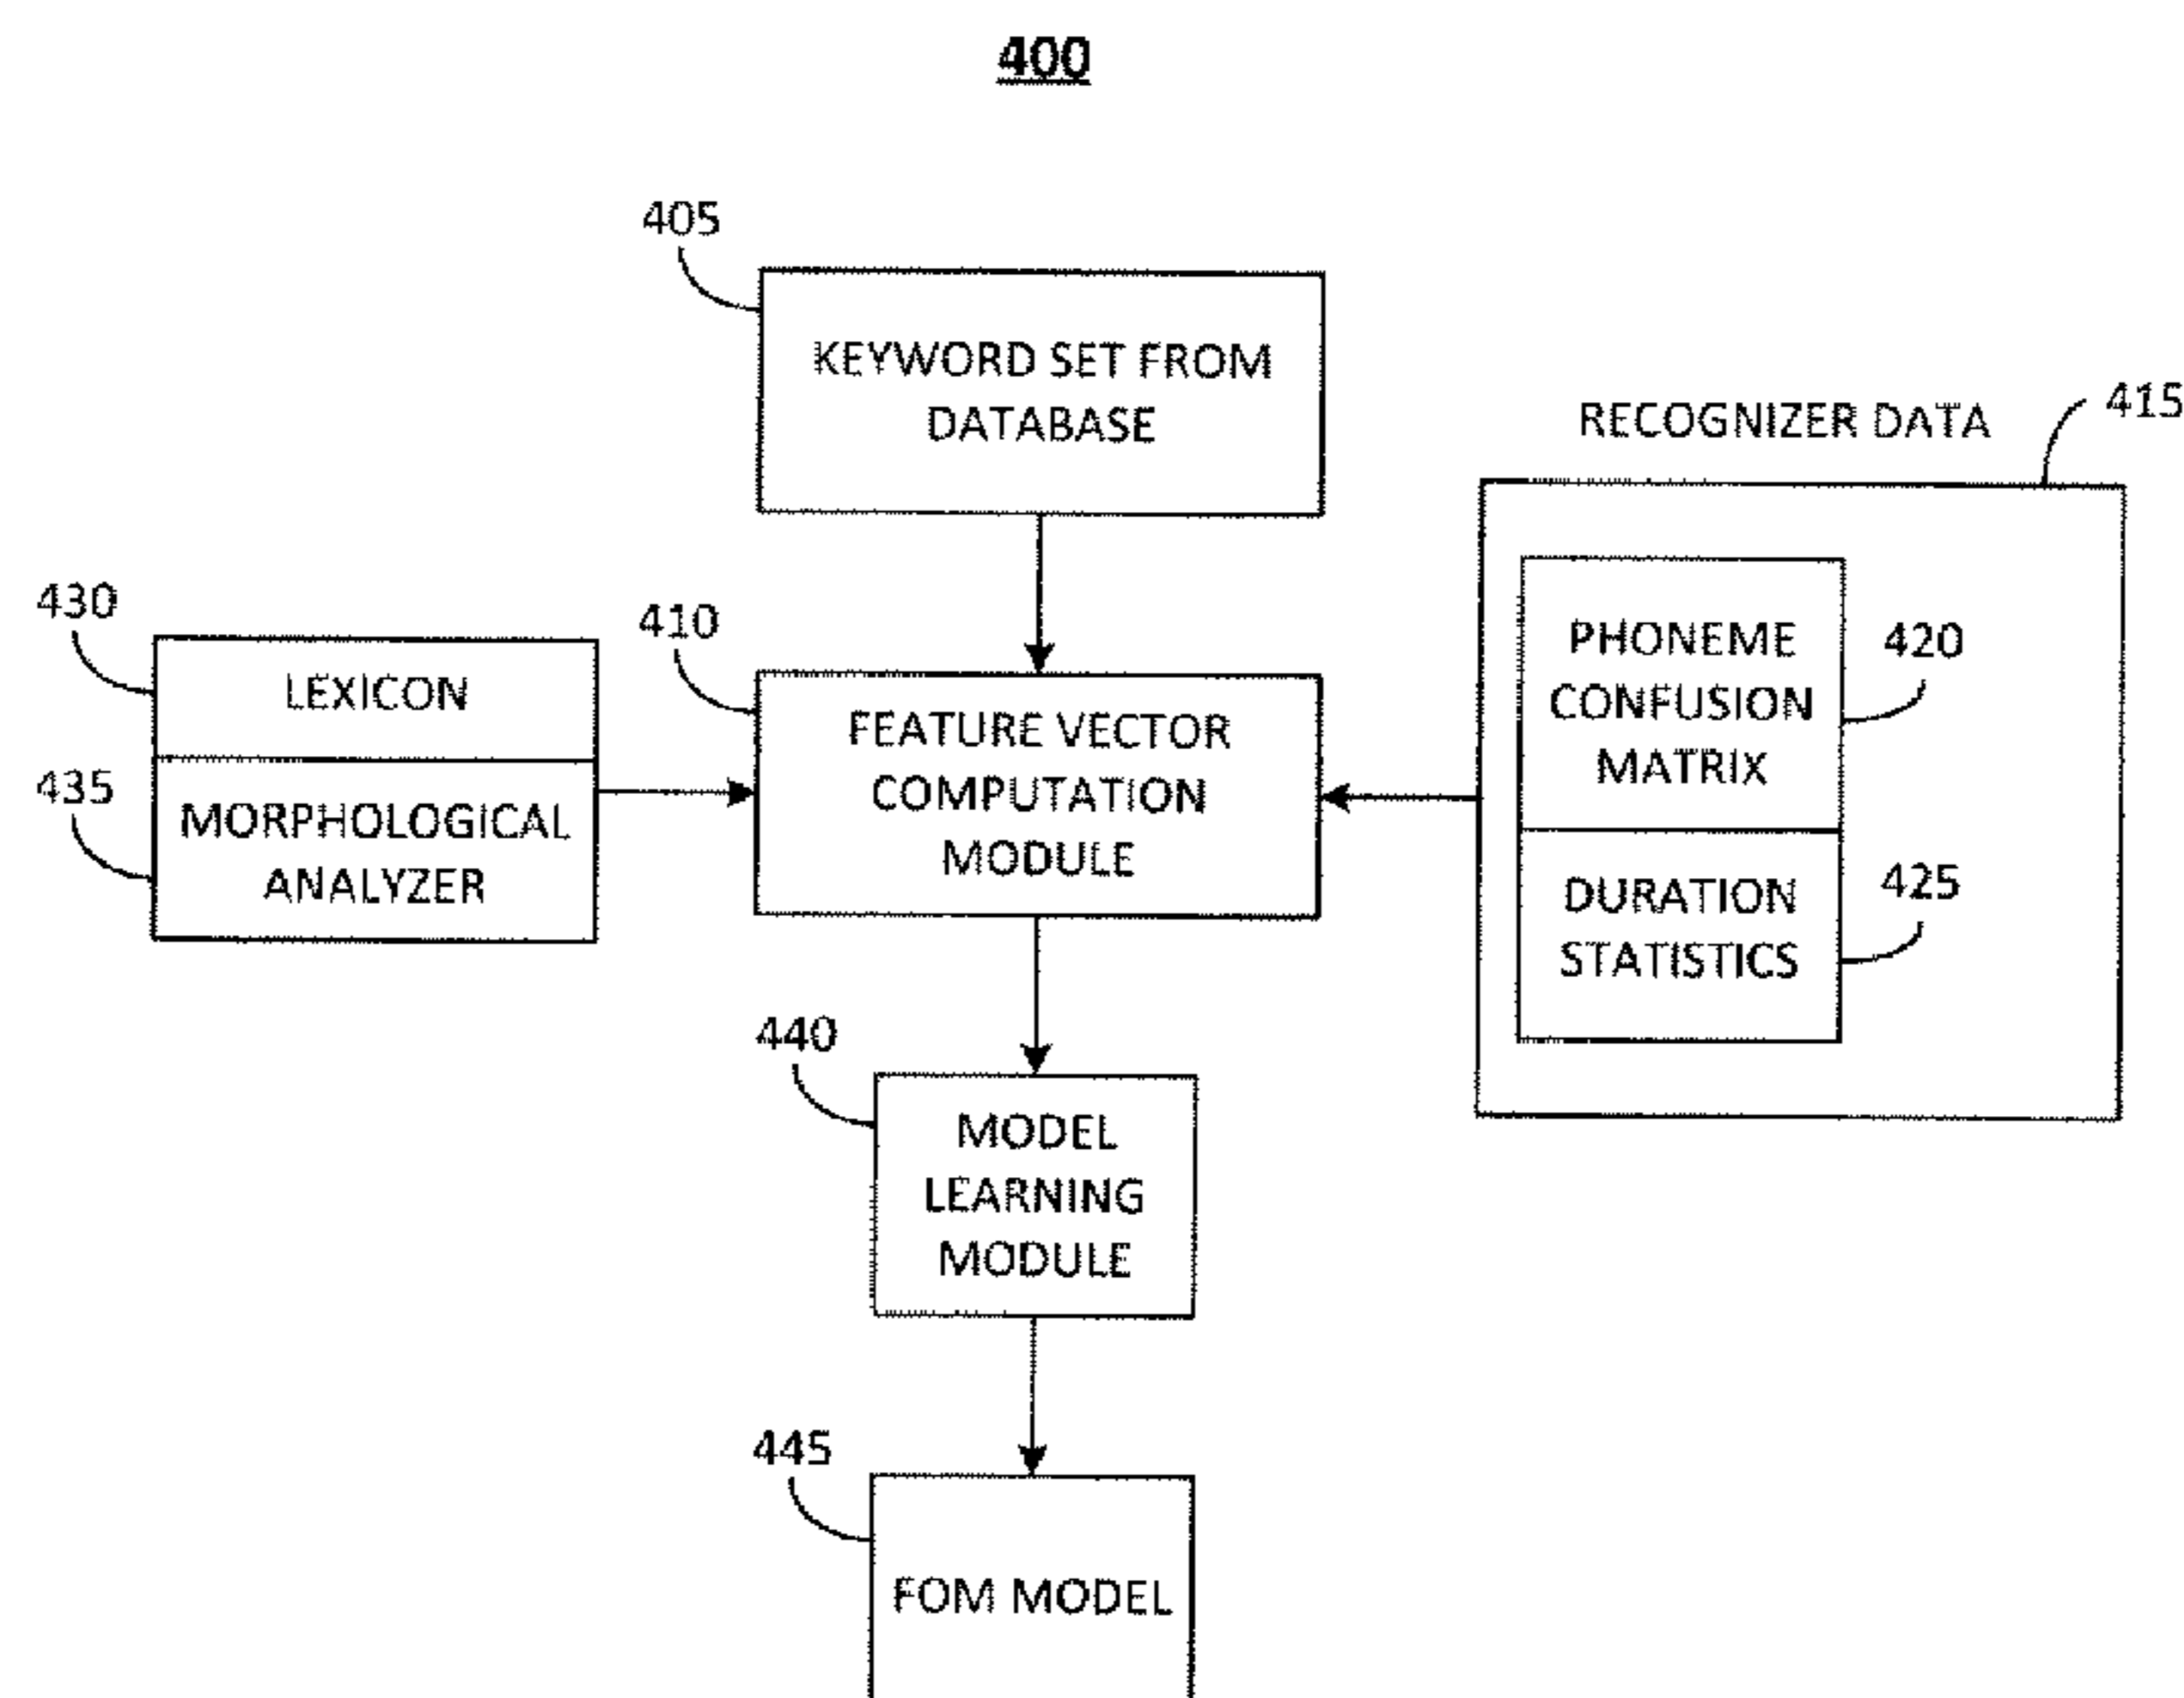 400
405
KEYWORD SET FROM
DATABASE
RECOGNIZER DATA
415
430
LEXICON
435
MORPHOLOGICAL
ANALYZER
410
FEATURE VECTOR
COMPUTATION
MODULE
PHONEME
CONFUSION
MATRIX
420
DURATION
STATISTICS
425
440
MODEL
LEARNING
MODULE
445
FOM MODEL